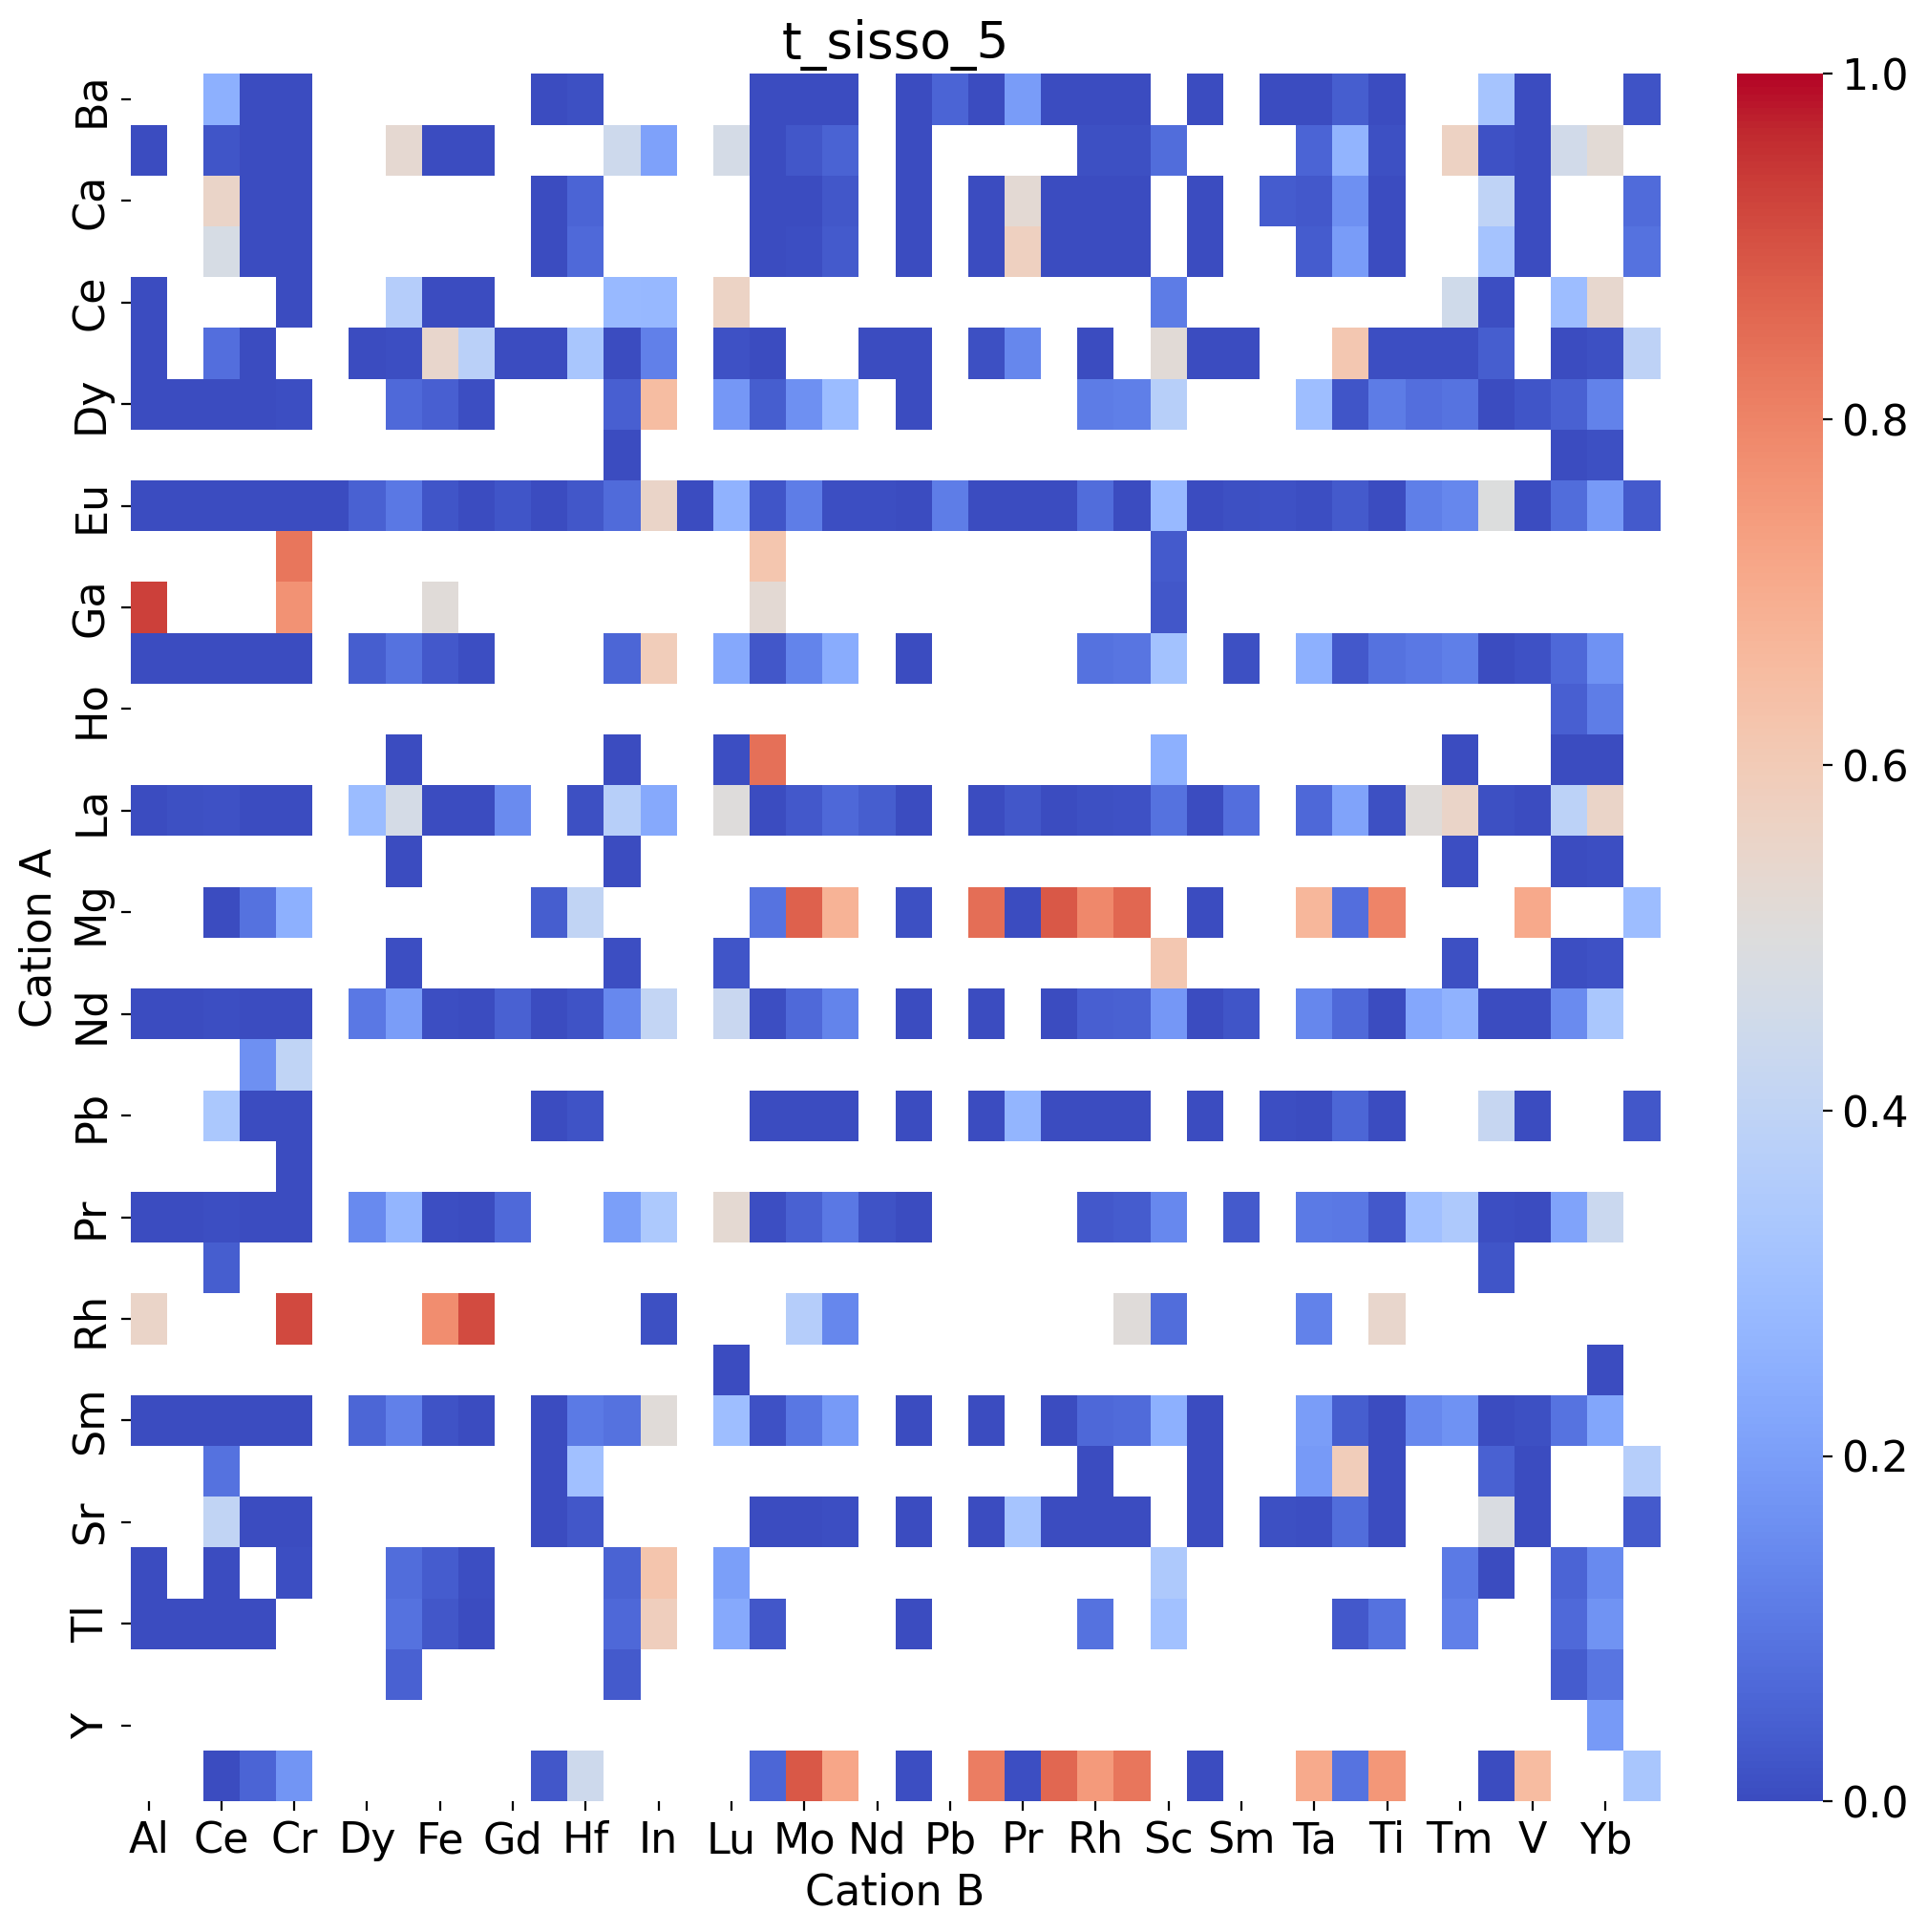 t_sisso_5
Cation A
Ba
Ca
Ce
Dy
Eu
Ga
Ho
La
Mg
Nd
Pb
Pr
Rh
Sm
Sr
Tl
Y
Al Ce Cr Dy Fe Gd Hf In Lu Mo Nd Pb Pr Rh Sc Sm Ta Ti Tm V Yb
Cation B
1.0
0.8
0.6
0.4
0.2
0.0